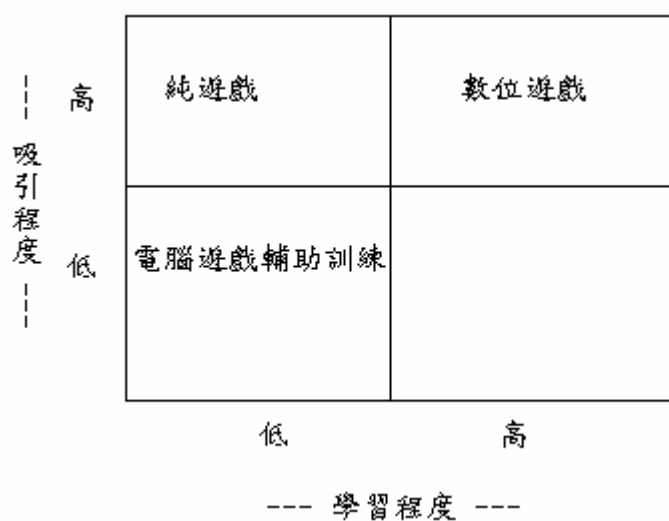 高
純遊戲
數位遊戲
--- 吸引程度 ---
低
電腦遊戲輔助訓練
低
高
--- 學習程度 ---